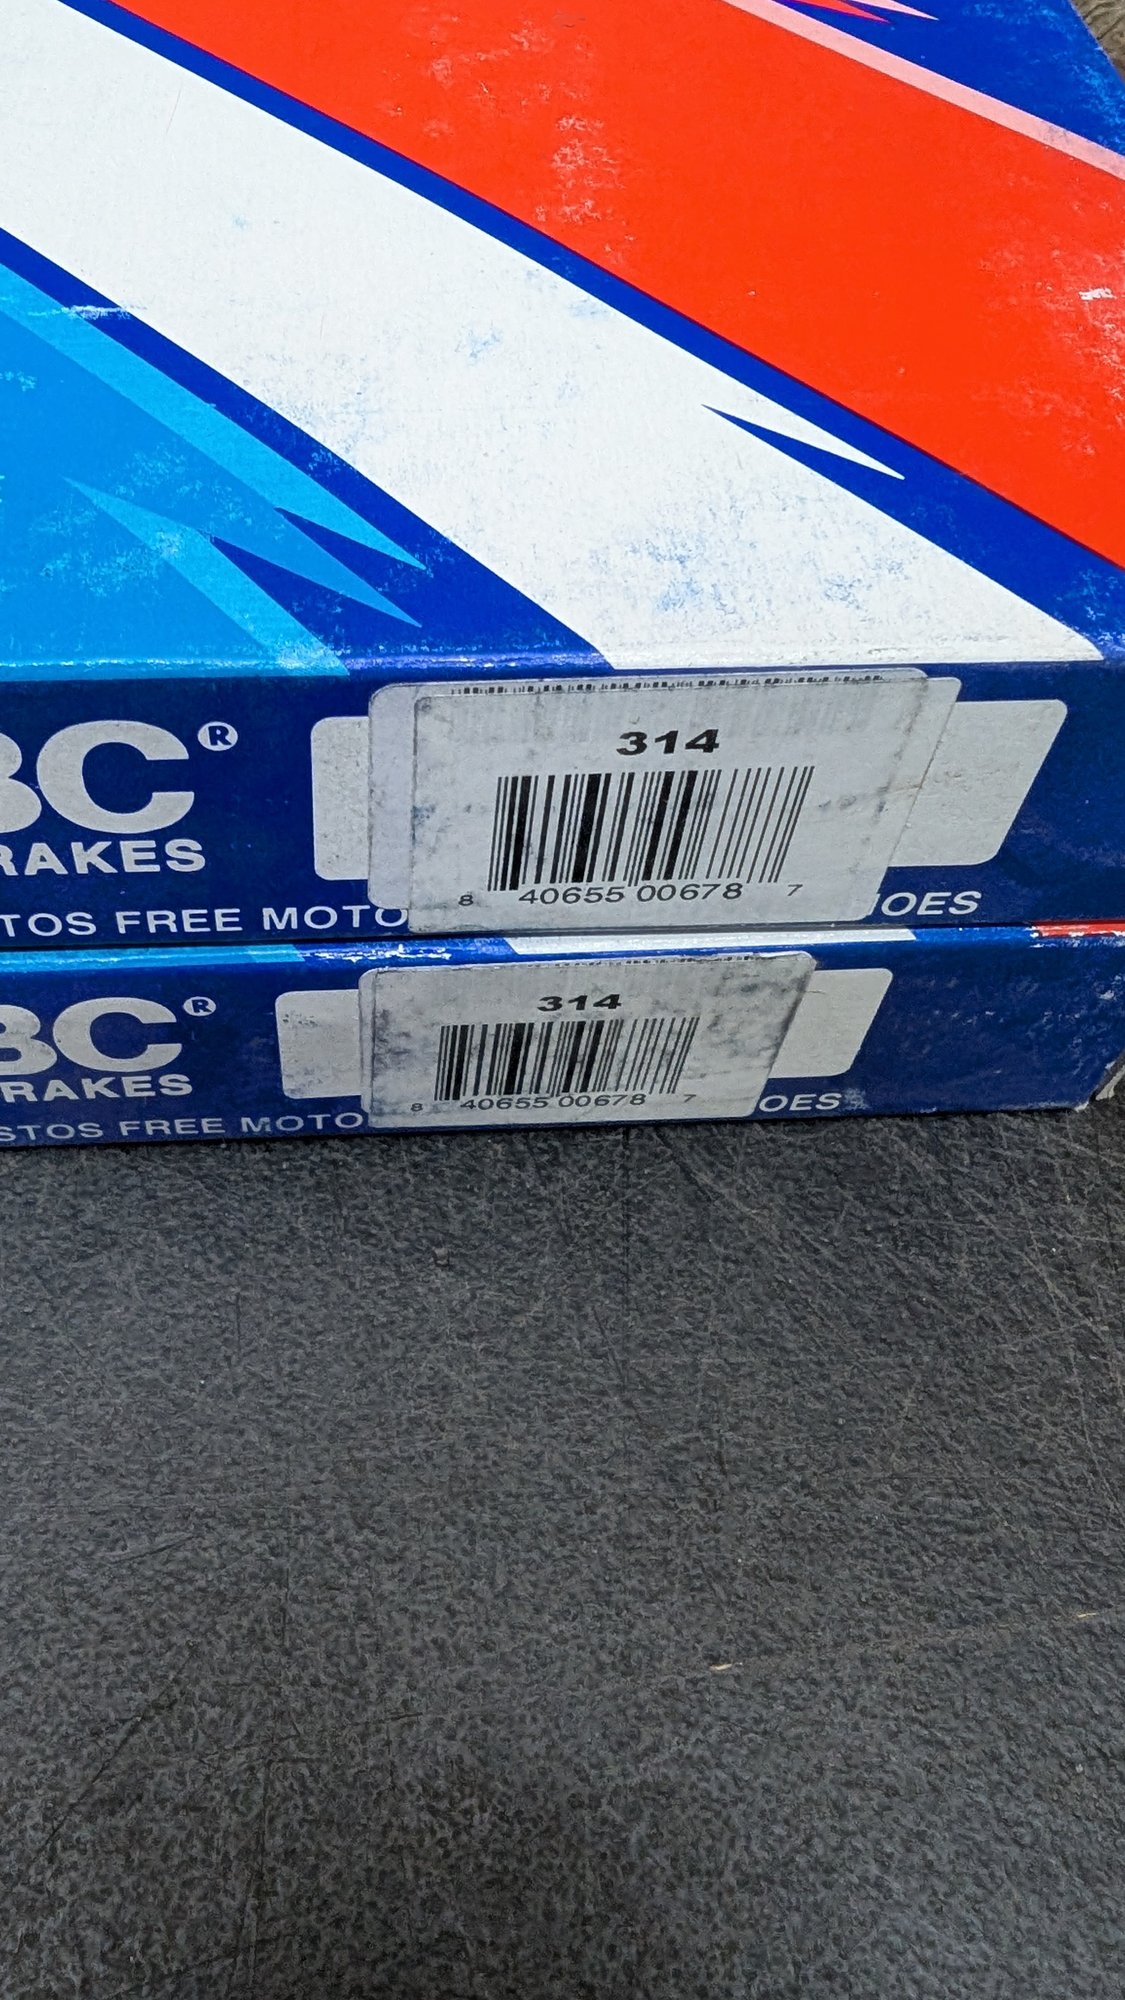 BC®
RAKES
TOS FREE MOTO
OES
314
8 40655 00678 7
BC®
RAKES
STOS FREE MOTO
OES
314
8 40655 00678 7